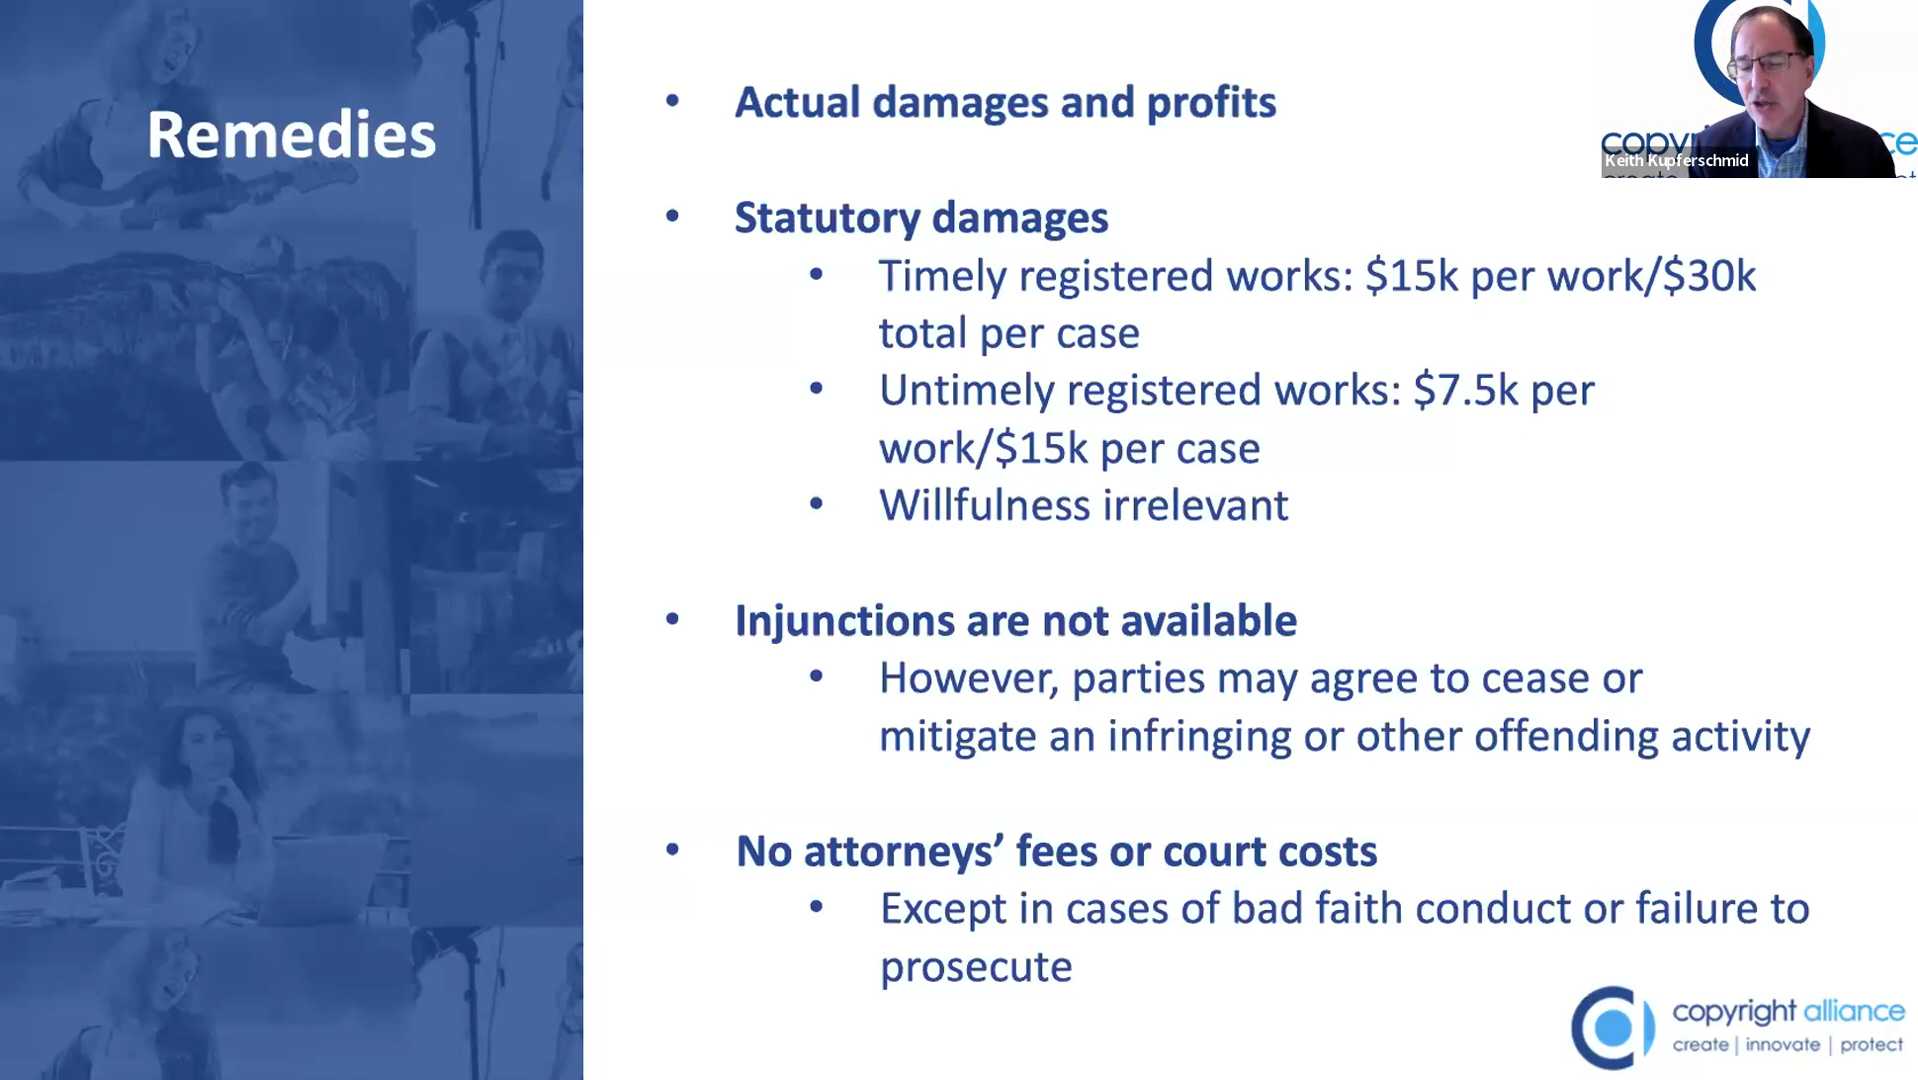 Remedies
• Actual damages and profits
• Statutory damages
• Timely registered works: $15k per work/$30k
total per case
• Untimely registered works: $7.5k per
work/$15k per case
• Willfulness irrelevant
• Injunctions are not available
• However, parties may agree to cease or
mitigate an infringing or other offending activity
• No attorneys’ fees or court costs
• Except in cases of bad faith conduct or failure to
prosecute
Keith Kupferschmid
copyright alliance
create | innovate | protect